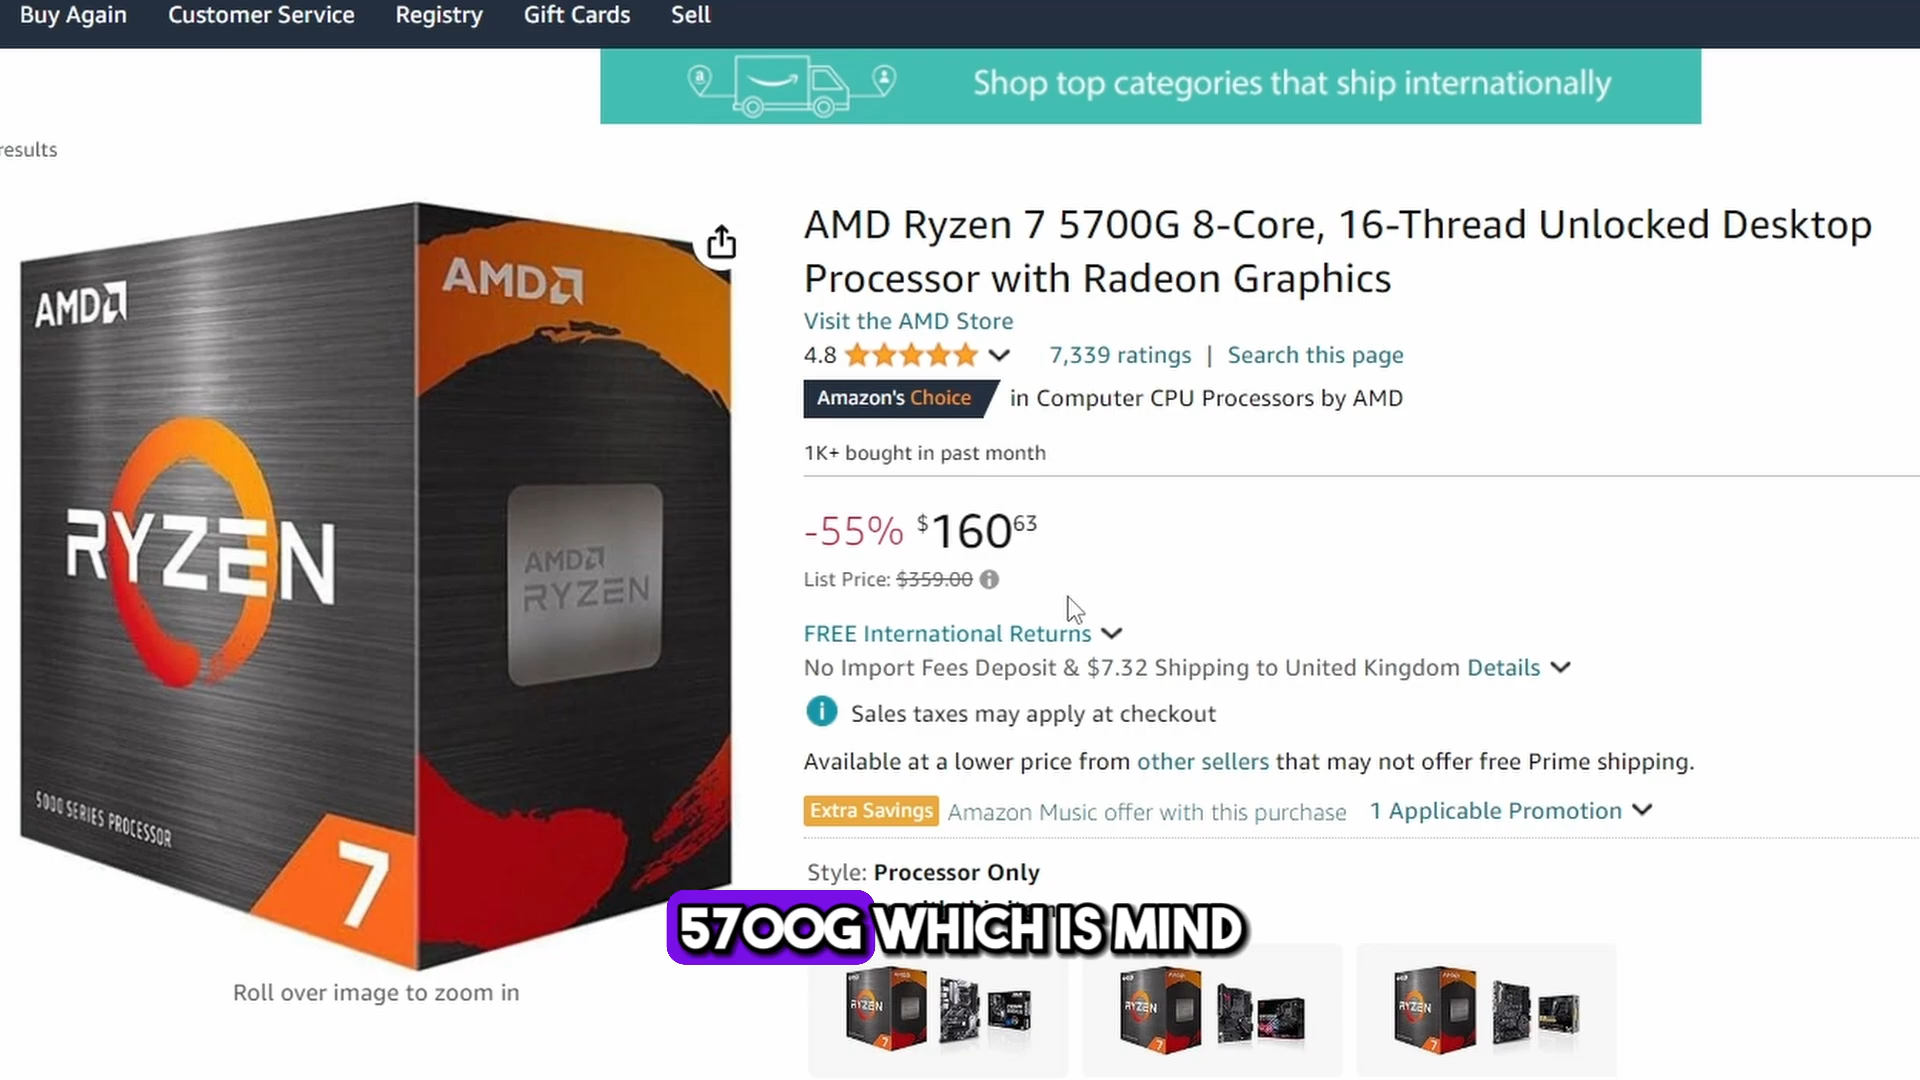 Buy Again Customer Service Registry Gift Cards Sell
Shop top categories that ship internationally
results
AMD
AMD
RYZEN
AMD
RYZEN
5000 SERIES PROCESSOR
7
Roll over image to zoom in
AMD Ryzen 7 5700G 8-Core, 16-Thread Unlocked Desktop
Processor with Radeon Graphics
Visit the AMD Store
4.8 7,339 ratings | Search this page
Amazon's Choice in Computer CPU Processors by AMD
1K+ bought in past month
-55% $160.63
List Price: $359.00
FREE International Returns
No Import Fees Deposit & $7.32 Shipping to United Kingdom Details
Sales taxes may apply at checkout
Available at a lower price from other sellers that may not offer free Prime shipping.
Extra Savings Amazon Music offer with this purchase 1 Applicable Promotion
Style: Processor Only
5700G WHICH IS MIND
RYZEN
7
RYZEN
7
RYZEN
7